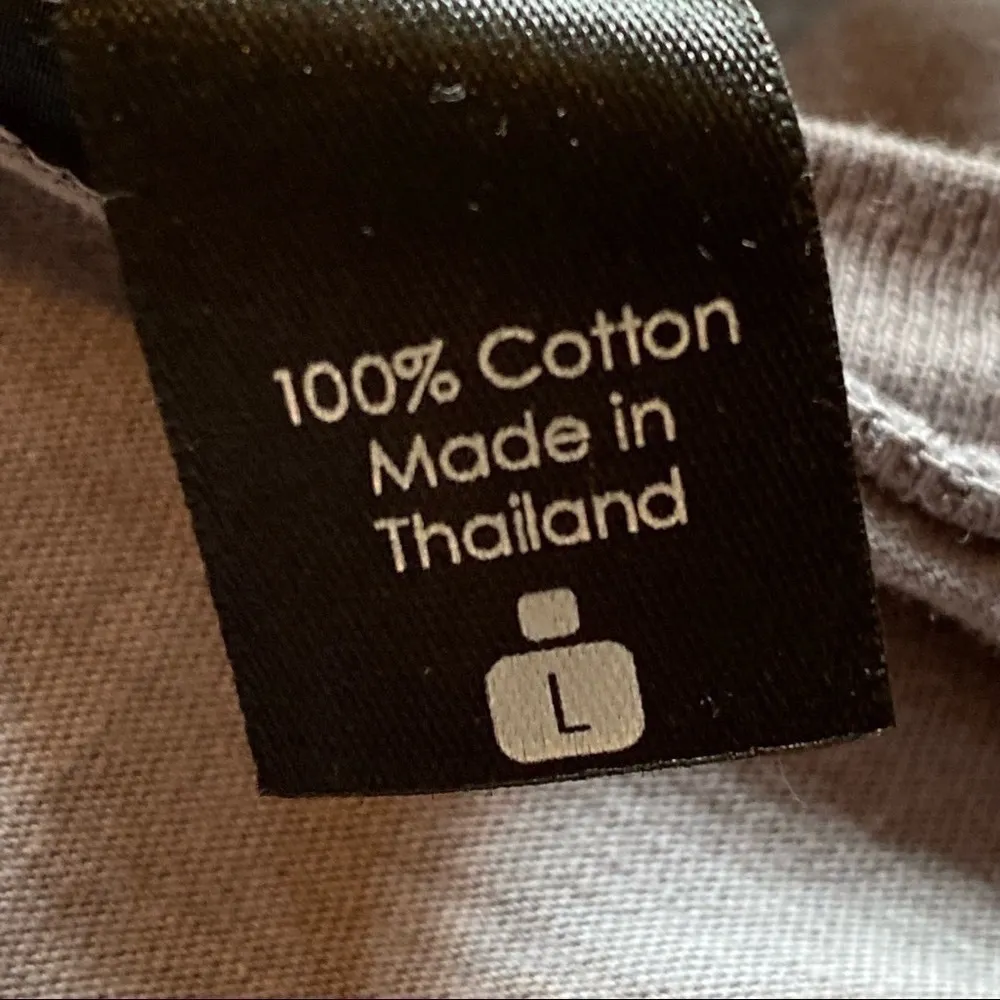 100% Cotton
Made in
Thailand
L